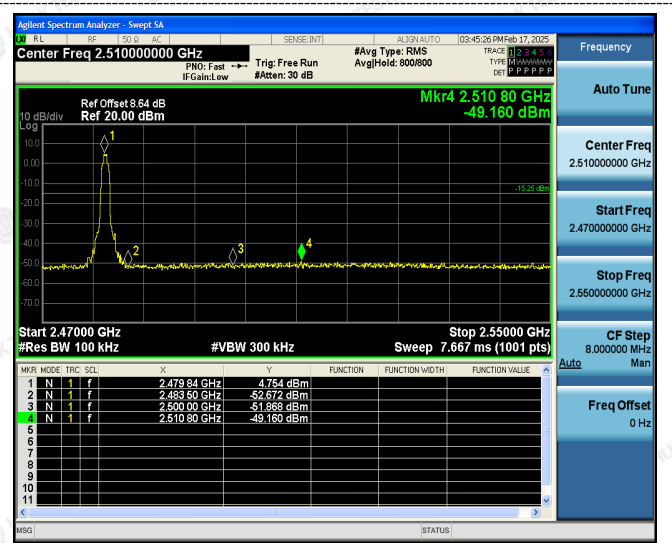 Agilent Spectrum Analyzer - Swept SA
LXI RL RF 50 Ω AC SENSE:INT ALIGN AUTO 03:45:26 PM Feb 17, 2025
Center Freq 2.510000000 GHz
PNO: Fast
IFGain:Low
Trig: Free Run
#Atten: 30 dB
#Avg Type: RMS
Avg|Hold: 800/800
TRACE 1 2 3 4 5 6
TYPE MWWWWW
DET P P P P P P
Frequency
Auto Tune
Center Freq
2.510000000 GHz
Start Freq
2.470000000 GHz
Stop Freq
2.550000000 GHz
CF Step
8.000000 MHz
Auto Man
Freq Offset
0 Hz
Mkr4 2.510 80 GHz
-49.160 dBm
Ref Offset 8.64 dB
10 dB/div Ref 20.00 dBm
Log
10.0
0.00
-10.0
-20.0
-30.0
-40.0
-50.0
-60.0
-70.0
1
2
3
4
-15.25 dBm
Start 2.47000 GHz Stop 2.55000 GHz
#Res BW 100 kHz #VBW 300 kHz Sweep 7.667 ms (1001 pts)
MKR MODE TRC SCL X Y FUNCTION FUNCTION WIDTH FUNCTION VALUE
1 N 1 f 2.479 84 GHz 4.754 dBm
2 N 1 f 2.483 50 GHz -52.672 dBm
3 N 1 f 2.500 00 GHz -51.868 dBm
4 N 1 f 2.510 80 GHz -49.160 dBm
5
6
7
8
9
10
11
MSG STATUS